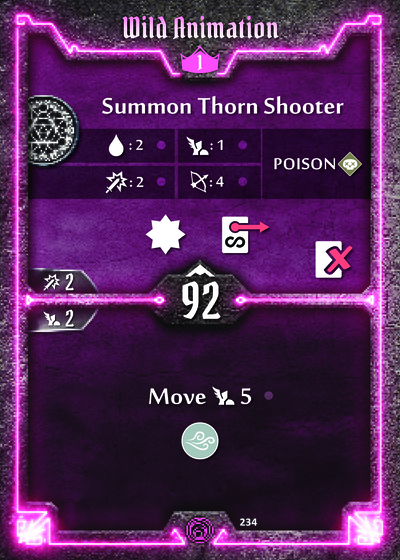 Wild Animation
1
Summon Thorn Shooter
: 2 : 1
POISON
: 2 : 4
2
92
2
Move 5
234